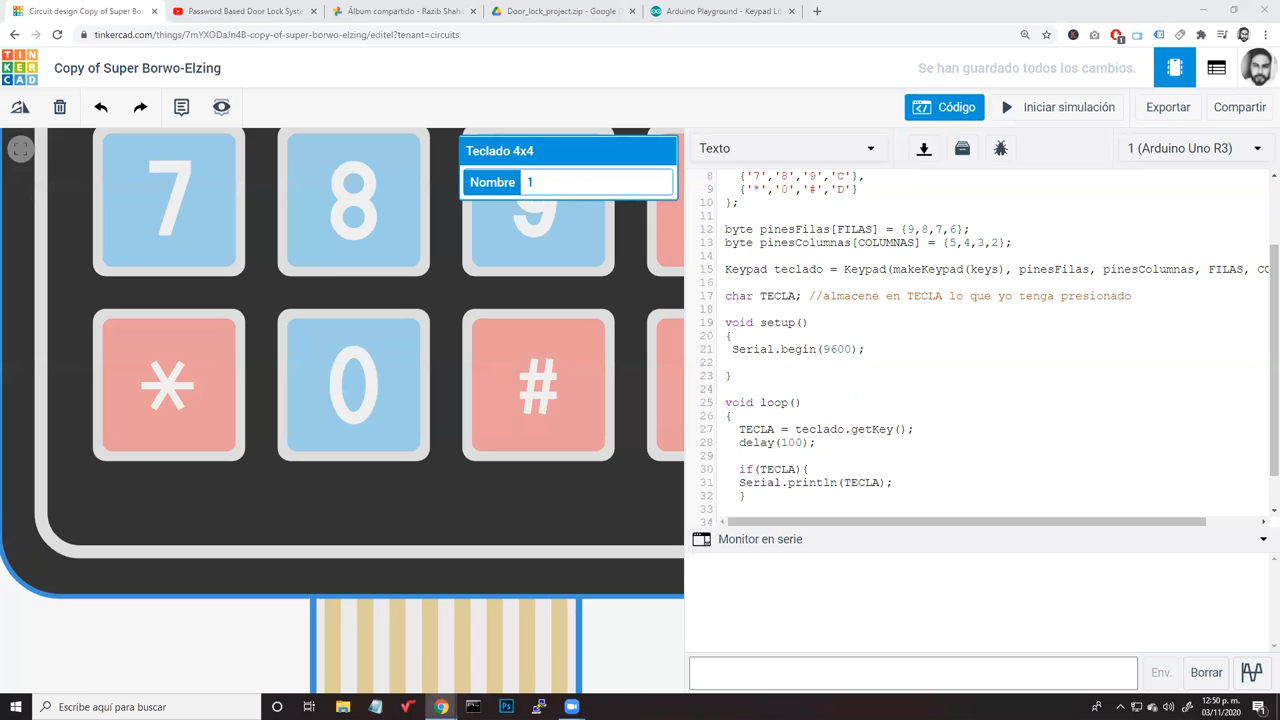 Circuit design Copy of Super Bor
Password Based Door Lock Syste
Álbum compartido - Razib Shah
Door_lock_project.zip - Google D
Arduino Playground - Keypad Lib
tinkercad.com/things/7mYXODaJn4B-copy-of-super-borwo-elzing/editel?tenant=circuits
TIN
KER
CAD
Copy of Super Borwo-Elzing
Se han guardado todos los cambios.
Código
Iniciar simulación
Exportar
Compartir
7
8
9
*
0
#
Teclado 4x4
Nombre 1
Texto
1 (Arduino Uno R3)
8 {'7','8','9','C'},
9 {'*','0','#','D'}
10 };
11
12 byte pinesFilas[FILAS] = {9,8,7,6};
13 byte pinesColumnas[COLUMNAS] = {5,4,3,2};
14
15 Keypad teclado = Keypad(makeKeypad(keys), pinesFilas, pinesColumnas, FILAS, CO
16
17 char TECLA; //almacene en TECLA lo que yo tenga presionado
18
19 void setup()
20 {
21 Serial.begin(9600);
22
23 }
24
25 void loop()
26 {
27 TECLA = teclado.getKey();
28 delay(100);
29
30 if(TECLA){
31 Serial.println(TECLA);
32 }
33
34
Monitor en serie
Env.
Borrar
Escribe aquí para buscar
12:50 p. m.
03/11/2020